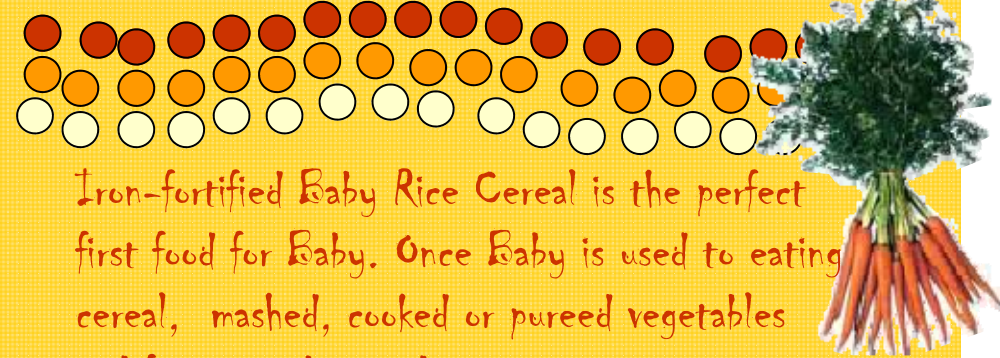 Iron-fortified Baby Rice Cereal is the perfect
first food for Baby. Once Baby is used to eating
cereal, mashed, cooked or pureed vegetables